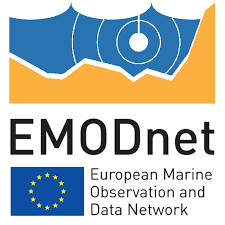 EMODnet
European Marine
Observation and
Data Network